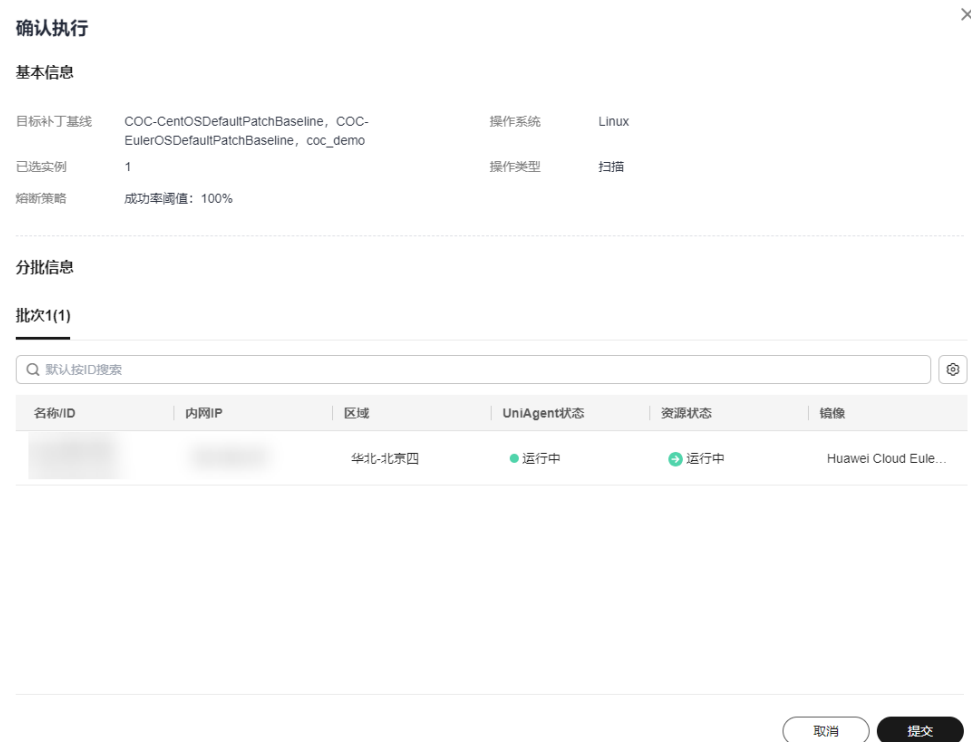 确认执行
基本信息
目标补丁基线 COC-CentOSDefaultPatchBaseline，COC-EulerOSDefaultPatchBaseline，coc_demo 操作系统 Linux
已选实例 1 操作类型 扫描
熔断策略 成功率阈值：100%
分批信息
批次1(1)
默认按ID搜索
名称/ID 内网IP 区域 UniAgent状态 资源状态 镜像
华北-北京四 运行中 运行中 Huawei Cloud Eule...
取消 提交